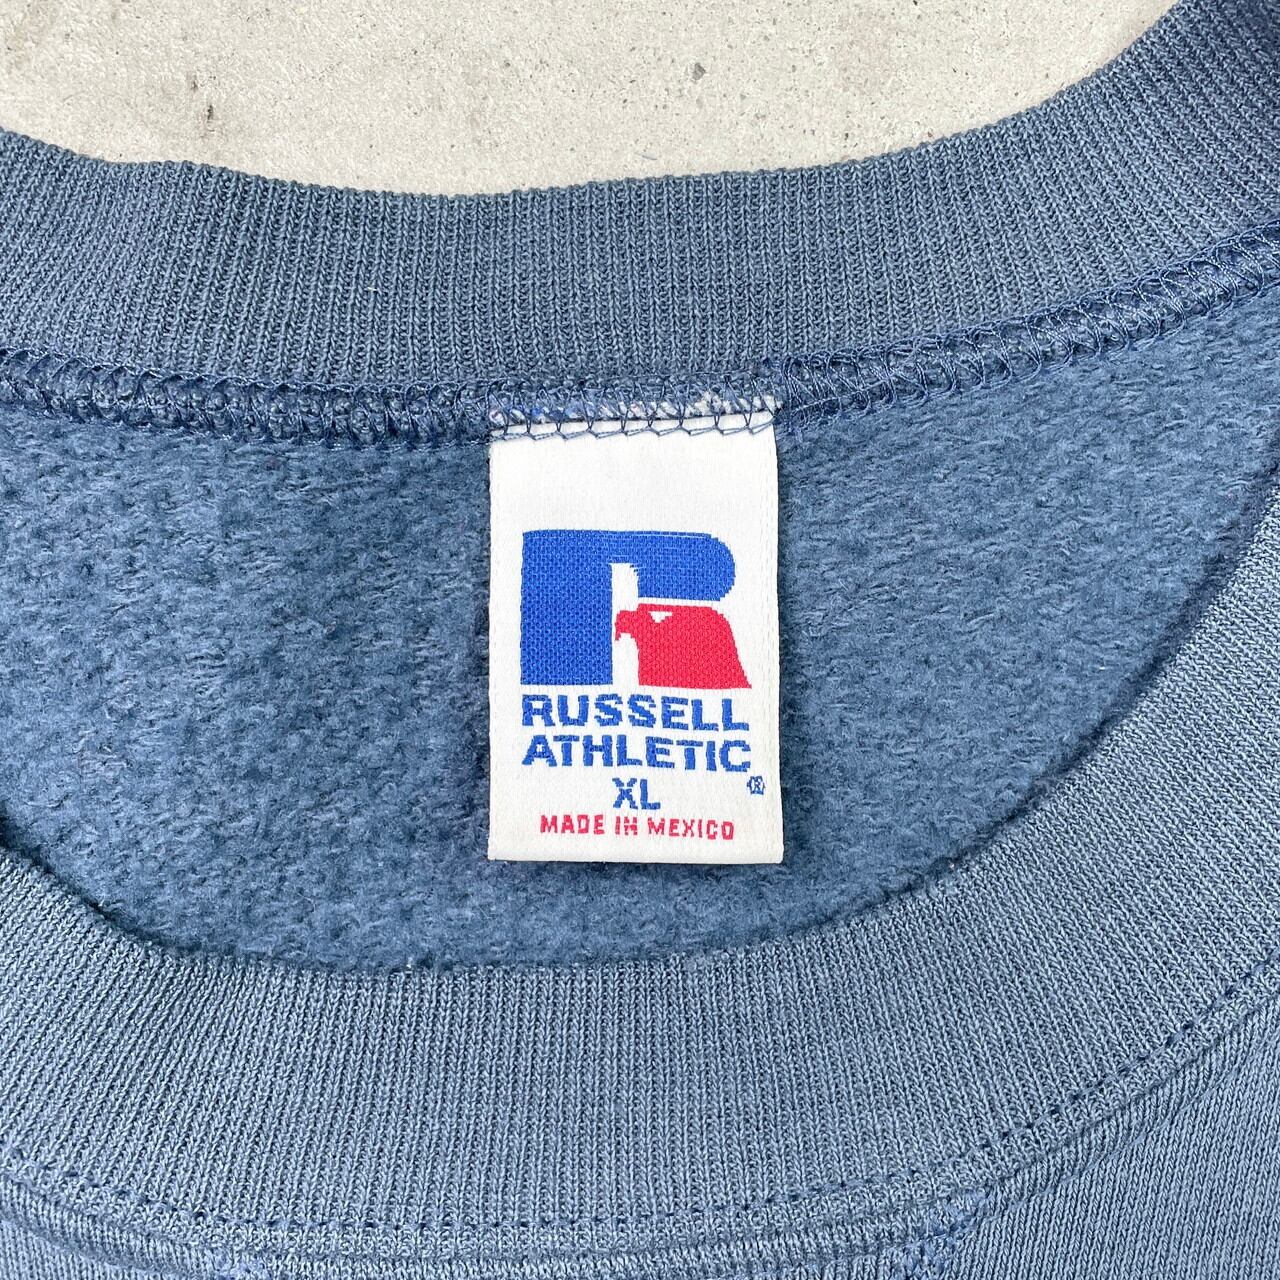 RUSSELL
ATHLETIC®
XL
MADE IN MEXICO